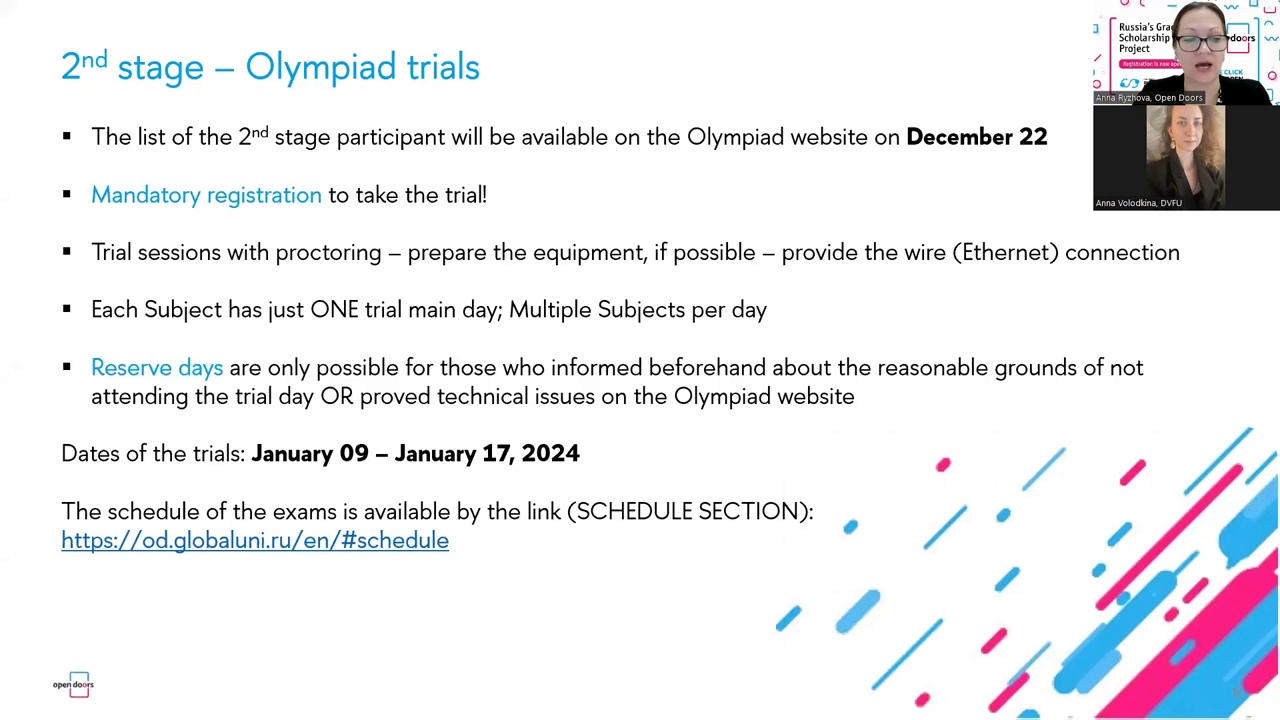 2nd stage – Olympiad trials
▪ The list of the 2nd stage participant will be available on the Olympiad website on December 22
▪ Mandatory registration to take the trial!
▪ Trial sessions with proctoring – prepare the equipment, if possible – provide the wire (Ethernet) connection
▪ Each Subject has just ONE trial main day; Multiple Subjects per day
▪ Reserve days are only possible for those who informed beforehand about the reasonable grounds of not
attending the trial day OR proved technical issues on the Olympiad website
Dates of the trials: January 09 – January 17, 2024
The schedule of the exams is available by the link (SCHEDULE SECTION):
https://od.globaluni.ru/en/#schedule
open doors
Russia's
Scholarship
Project
Registration is now
CLICK
Anna Ryzhova, Open Doors
Anna Volodkina, DVFU